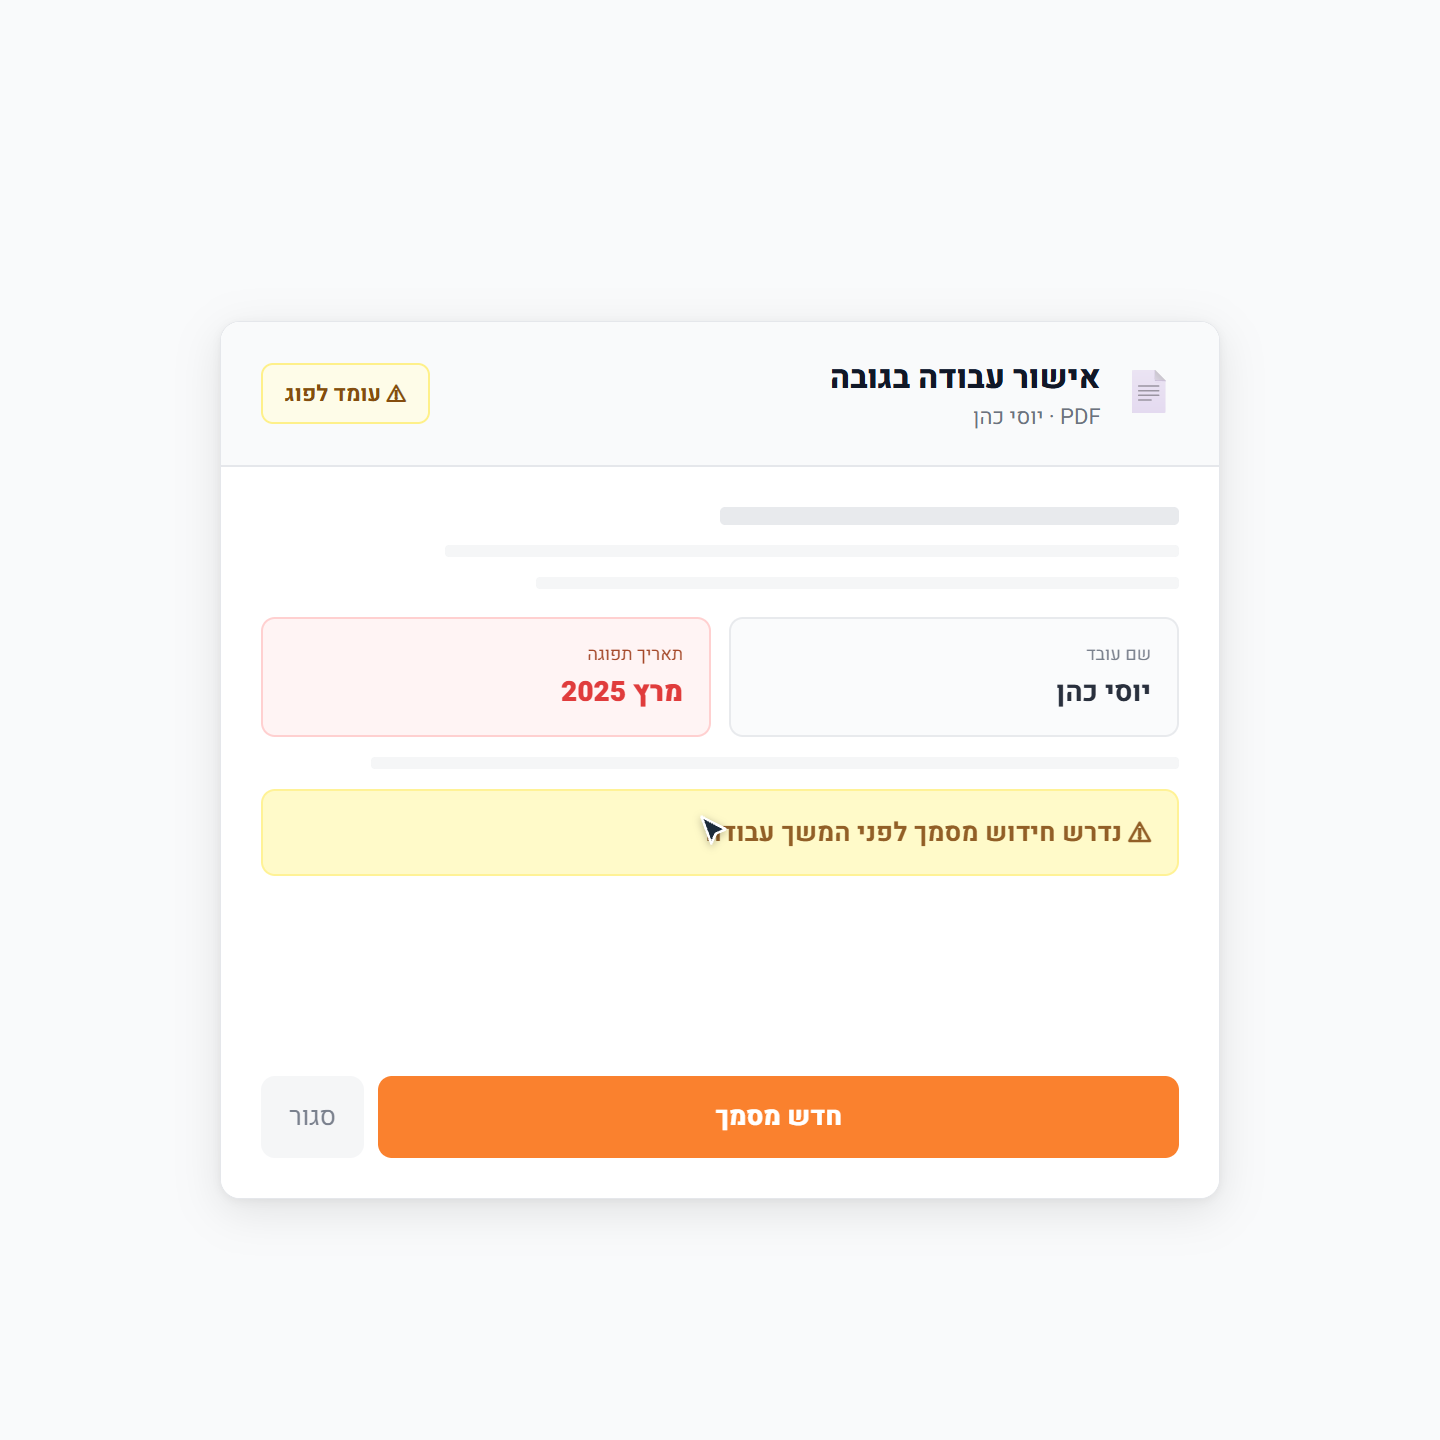 אישור עבודה בגובה
PDF · יוסי כהן
⚠ עומד לפוג
שם עובד
יוסי כהן
תאריך תפוגה
מרץ 2025
⚠ נדרש חידוש מסמך לפני המשך
חדש מסמך
סגור